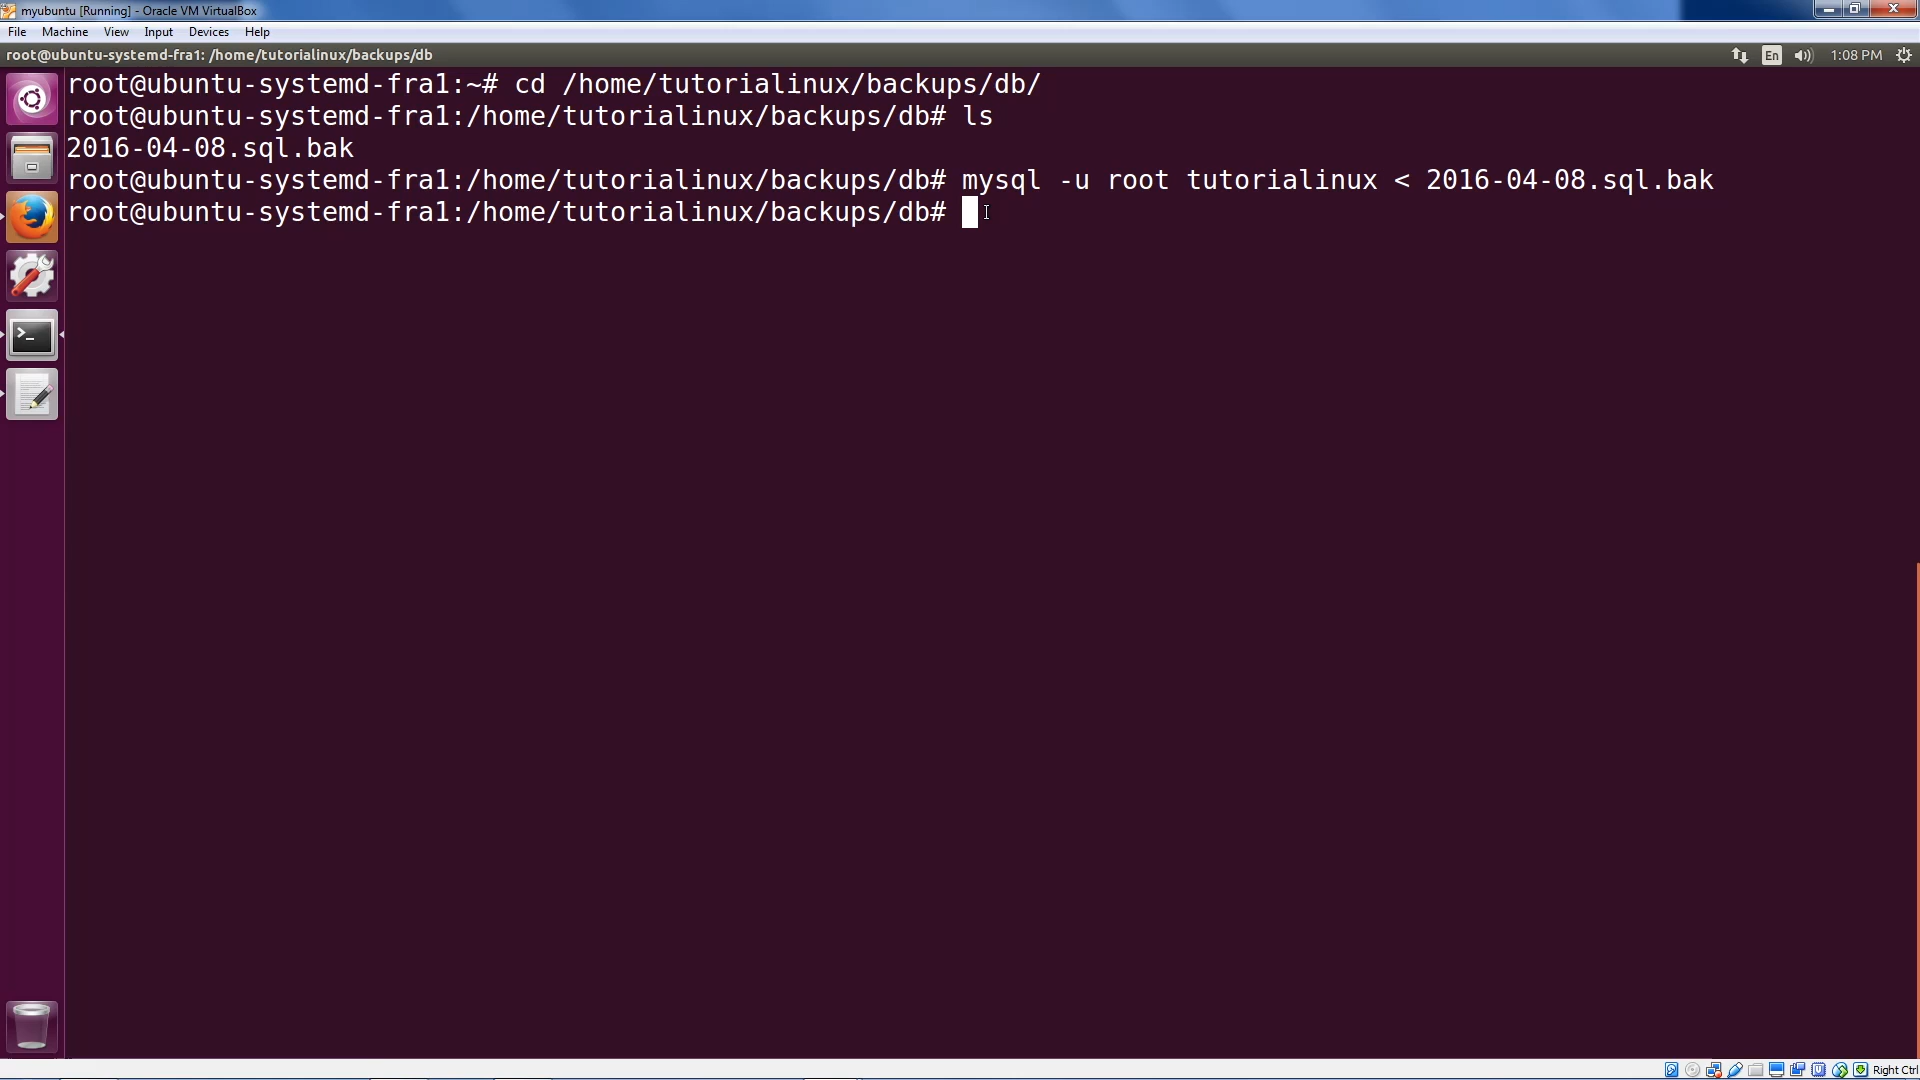 myubuntu [Running] - Oracle VM VirtualBox
File Machine View Input Devices Help
root@ubuntu-systemd-fra1: /home/tutorialinux/backups/db
En
1:08 PM
root@ubuntu-systemd-fra1:~# cd /home/tutorialinux/backups/db/
root@ubuntu-systemd-fra1:/home/tutorialinux/backups/db# ls
2016-04-08.sql.bak
root@ubuntu-systemd-fra1:/home/tutorialinux/backups/db# mysql -u root tutorialinux < 2016-04-08.sql.bak
root@ubuntu-systemd-fra1:/home/tutorialinux/backups/db#
>_
Right Ctrl